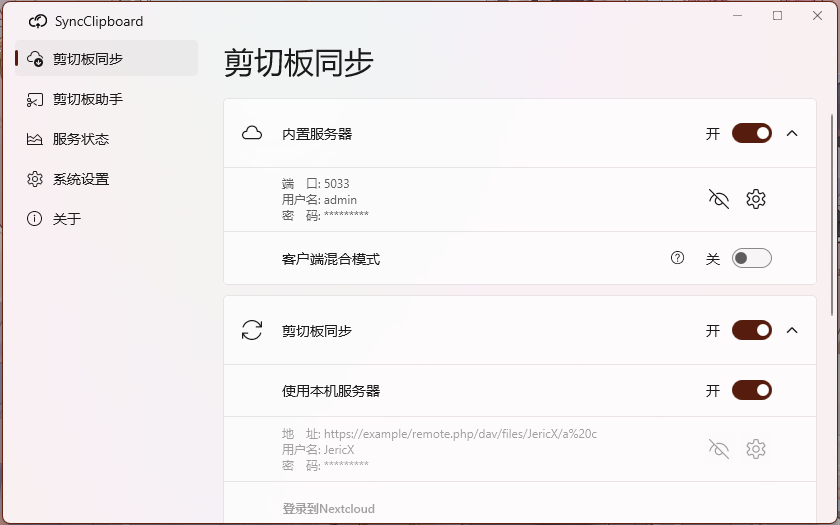 SyncClipboard
剪切板同步
剪切板助手
服务状态
系统设置
关于
剪切板同步
内置服务器
开
端　口: 5033
用户名: admin
密　码: *********
客户端混合模式
关
剪切板同步
开
使用本机服务器
开
地　址: https://example/remote.php/dav/files/JericX/a%20c
用户名: JericX
密　码: *********
登录到Nextcloud